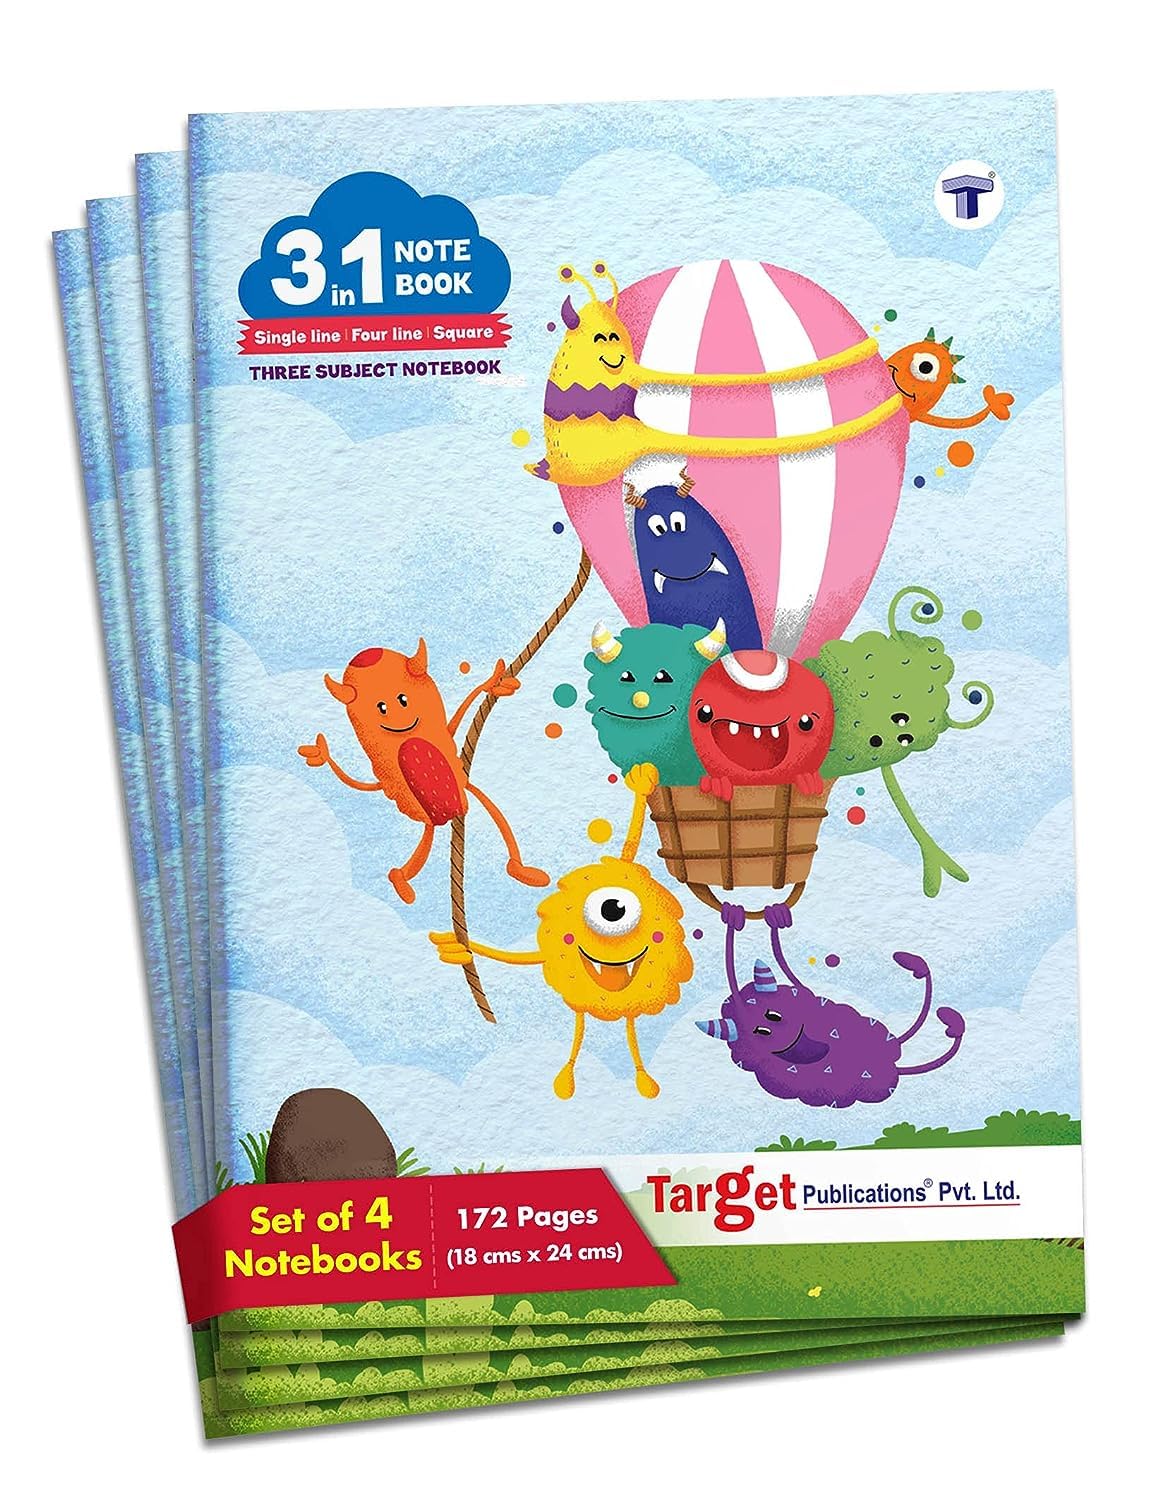 3 in 1 NOTE
BOOK
Single line | Four line | Square
THREE SUBJECT NOTEBOOK
T®
Set of 4
Notebooks
172 Pages
(18 cms x 24 cms)
Target Publications® Pvt. Ltd.